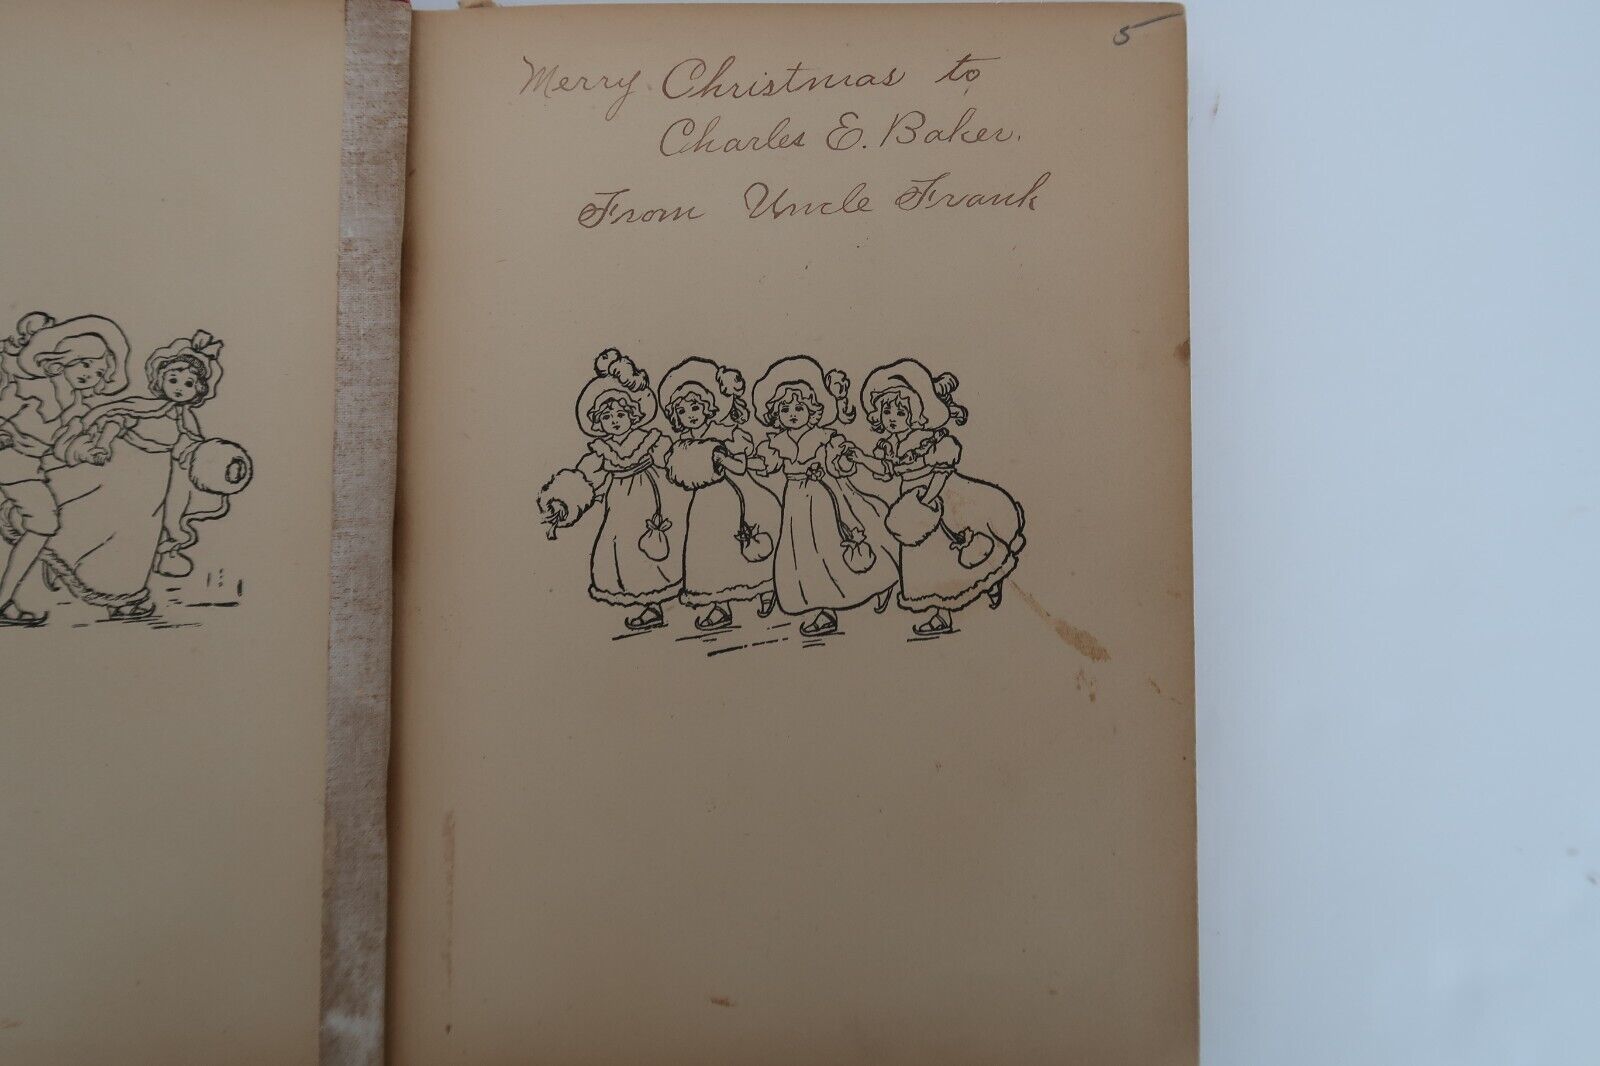 5
Merry Christmas to
Charles E. Baker.
From Uncle Frank